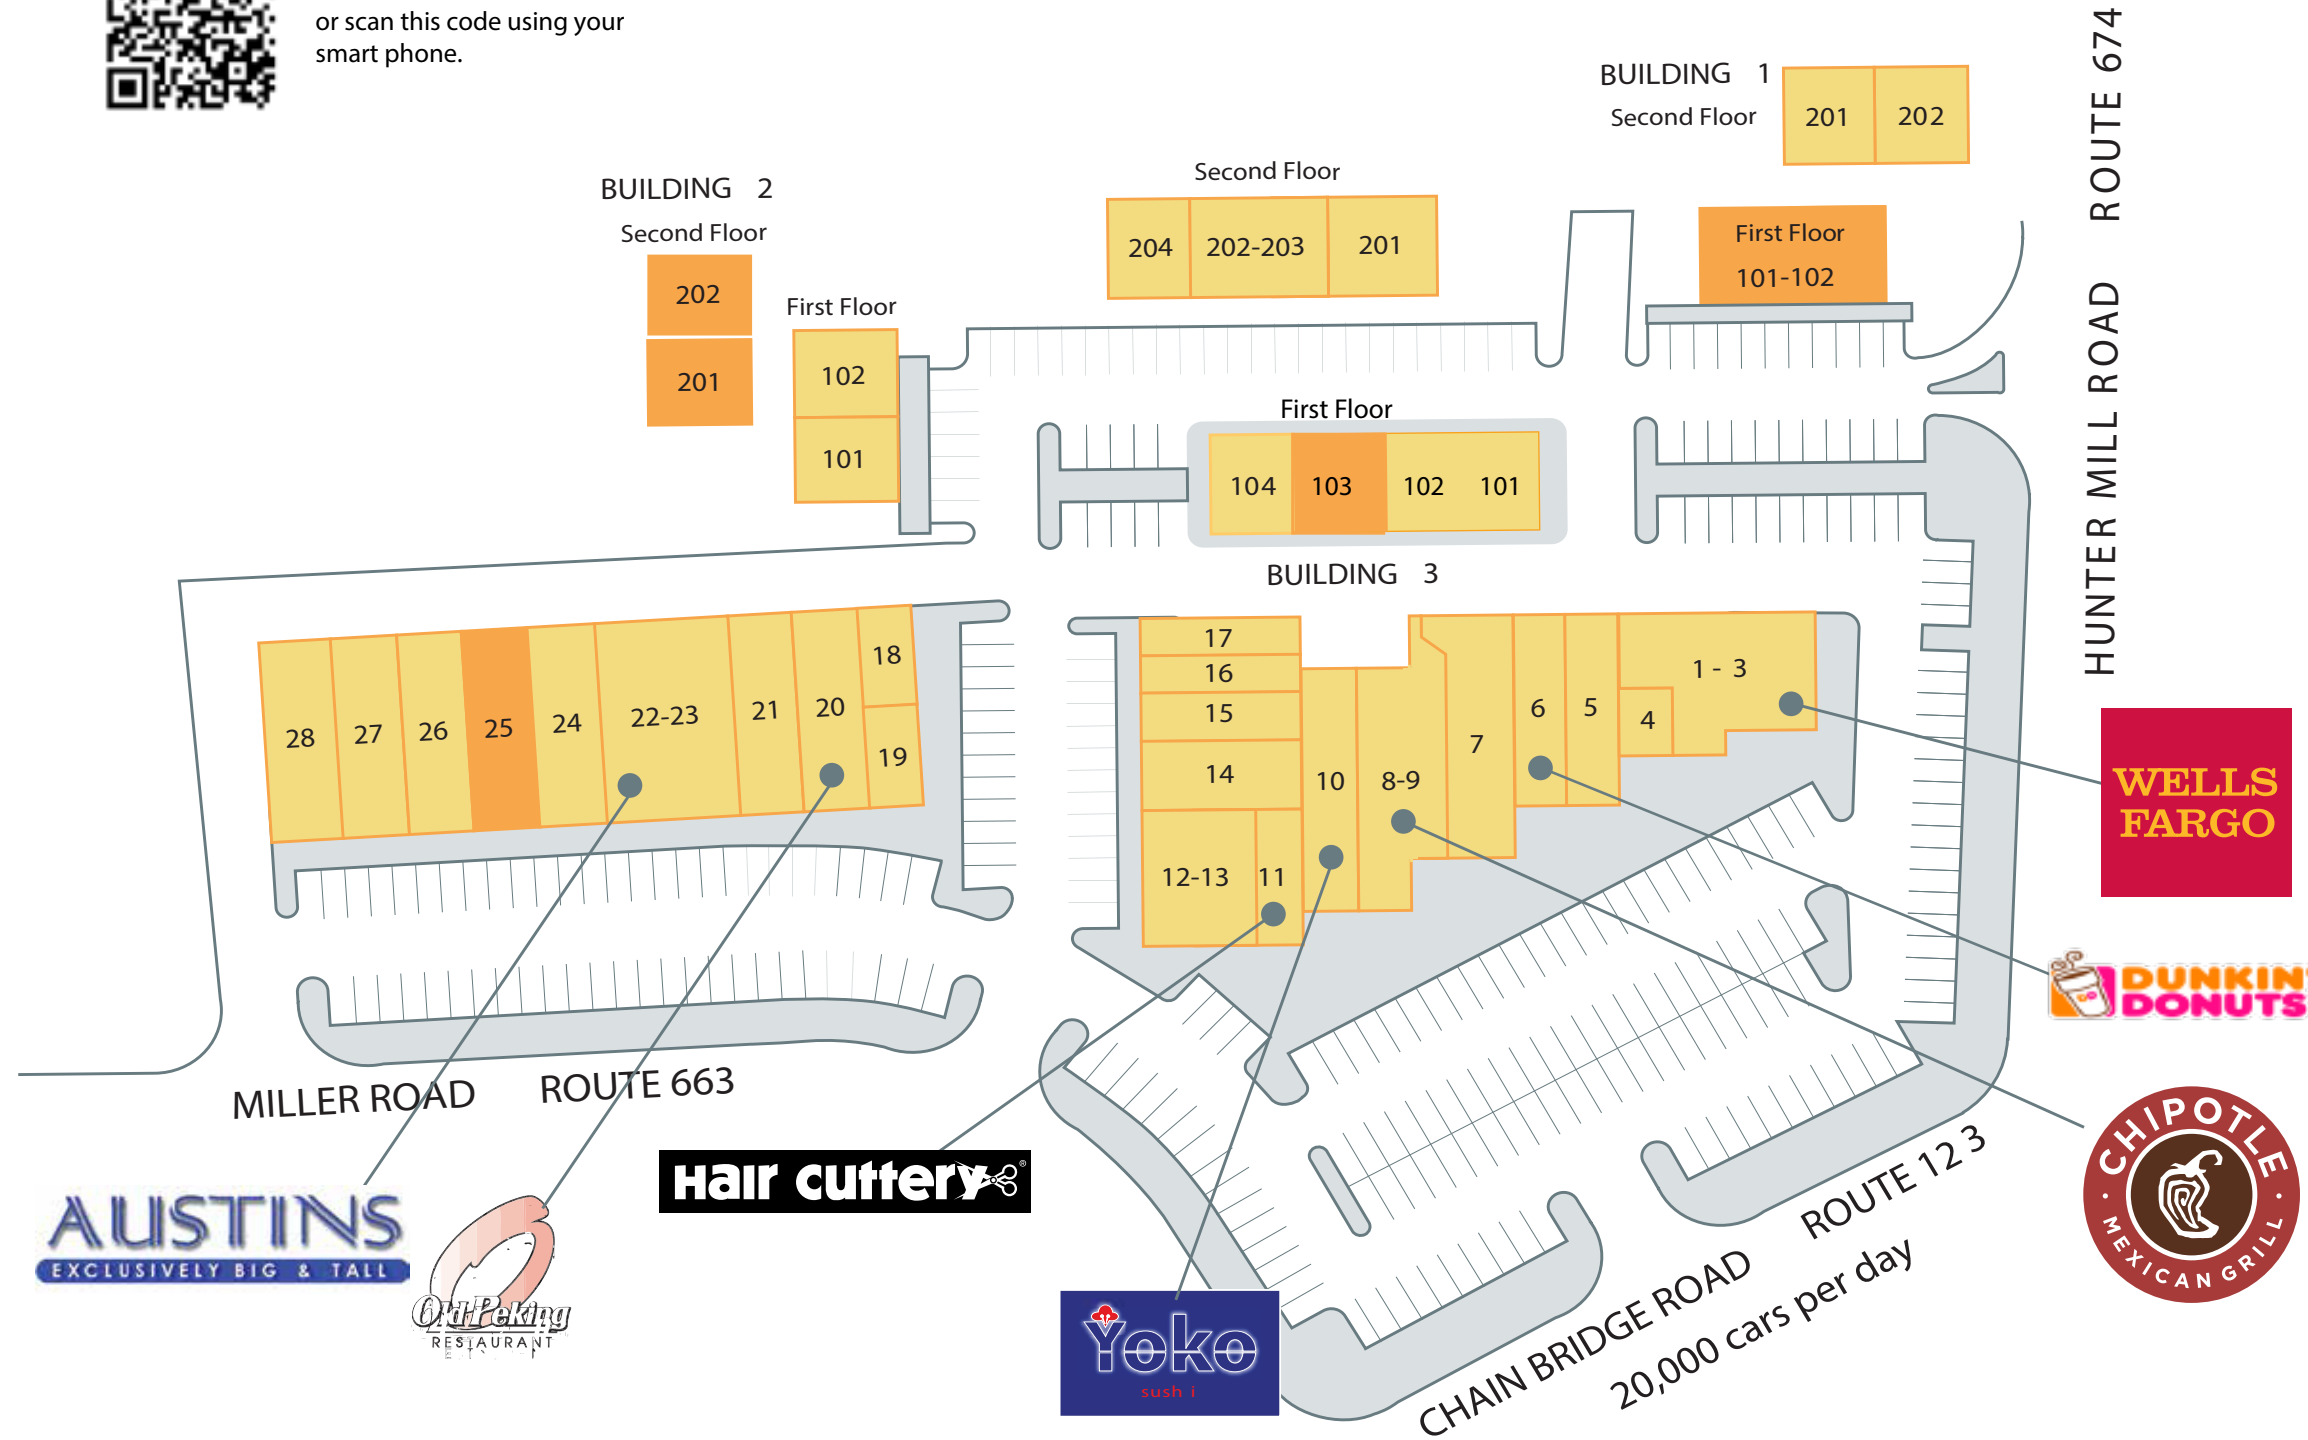 or scan this code using your
smart phone.
BUILDING 1
Second Floor
201
202
ROUTE 674
HUNTER MILL ROAD
First Floor
101-102
Second Floor
204
202-203
201
BUILDING 2
Second Floor
202
201
First Floor
102
101
First Floor
104
103
102
101
BUILDING 3
28
27
26
25
24
22-23
21
20
18
19
17
16
15
14
12-13
11
10
8-9
7
6
5
4
1 - 3
WELLS
FARGO
DUNKIN'
DONUTS
CHIPOTLE
MEXICAN GRILL
MILLER ROAD ROUTE 663
AUSTINS
EXCLUSIVELY BIG & TALL
Old Peking
RESTAURANT
Hair Cuttery®
Yoko
sushi
CHAIN BRIDGE ROAD ROUTE 123
20,000 cars per day